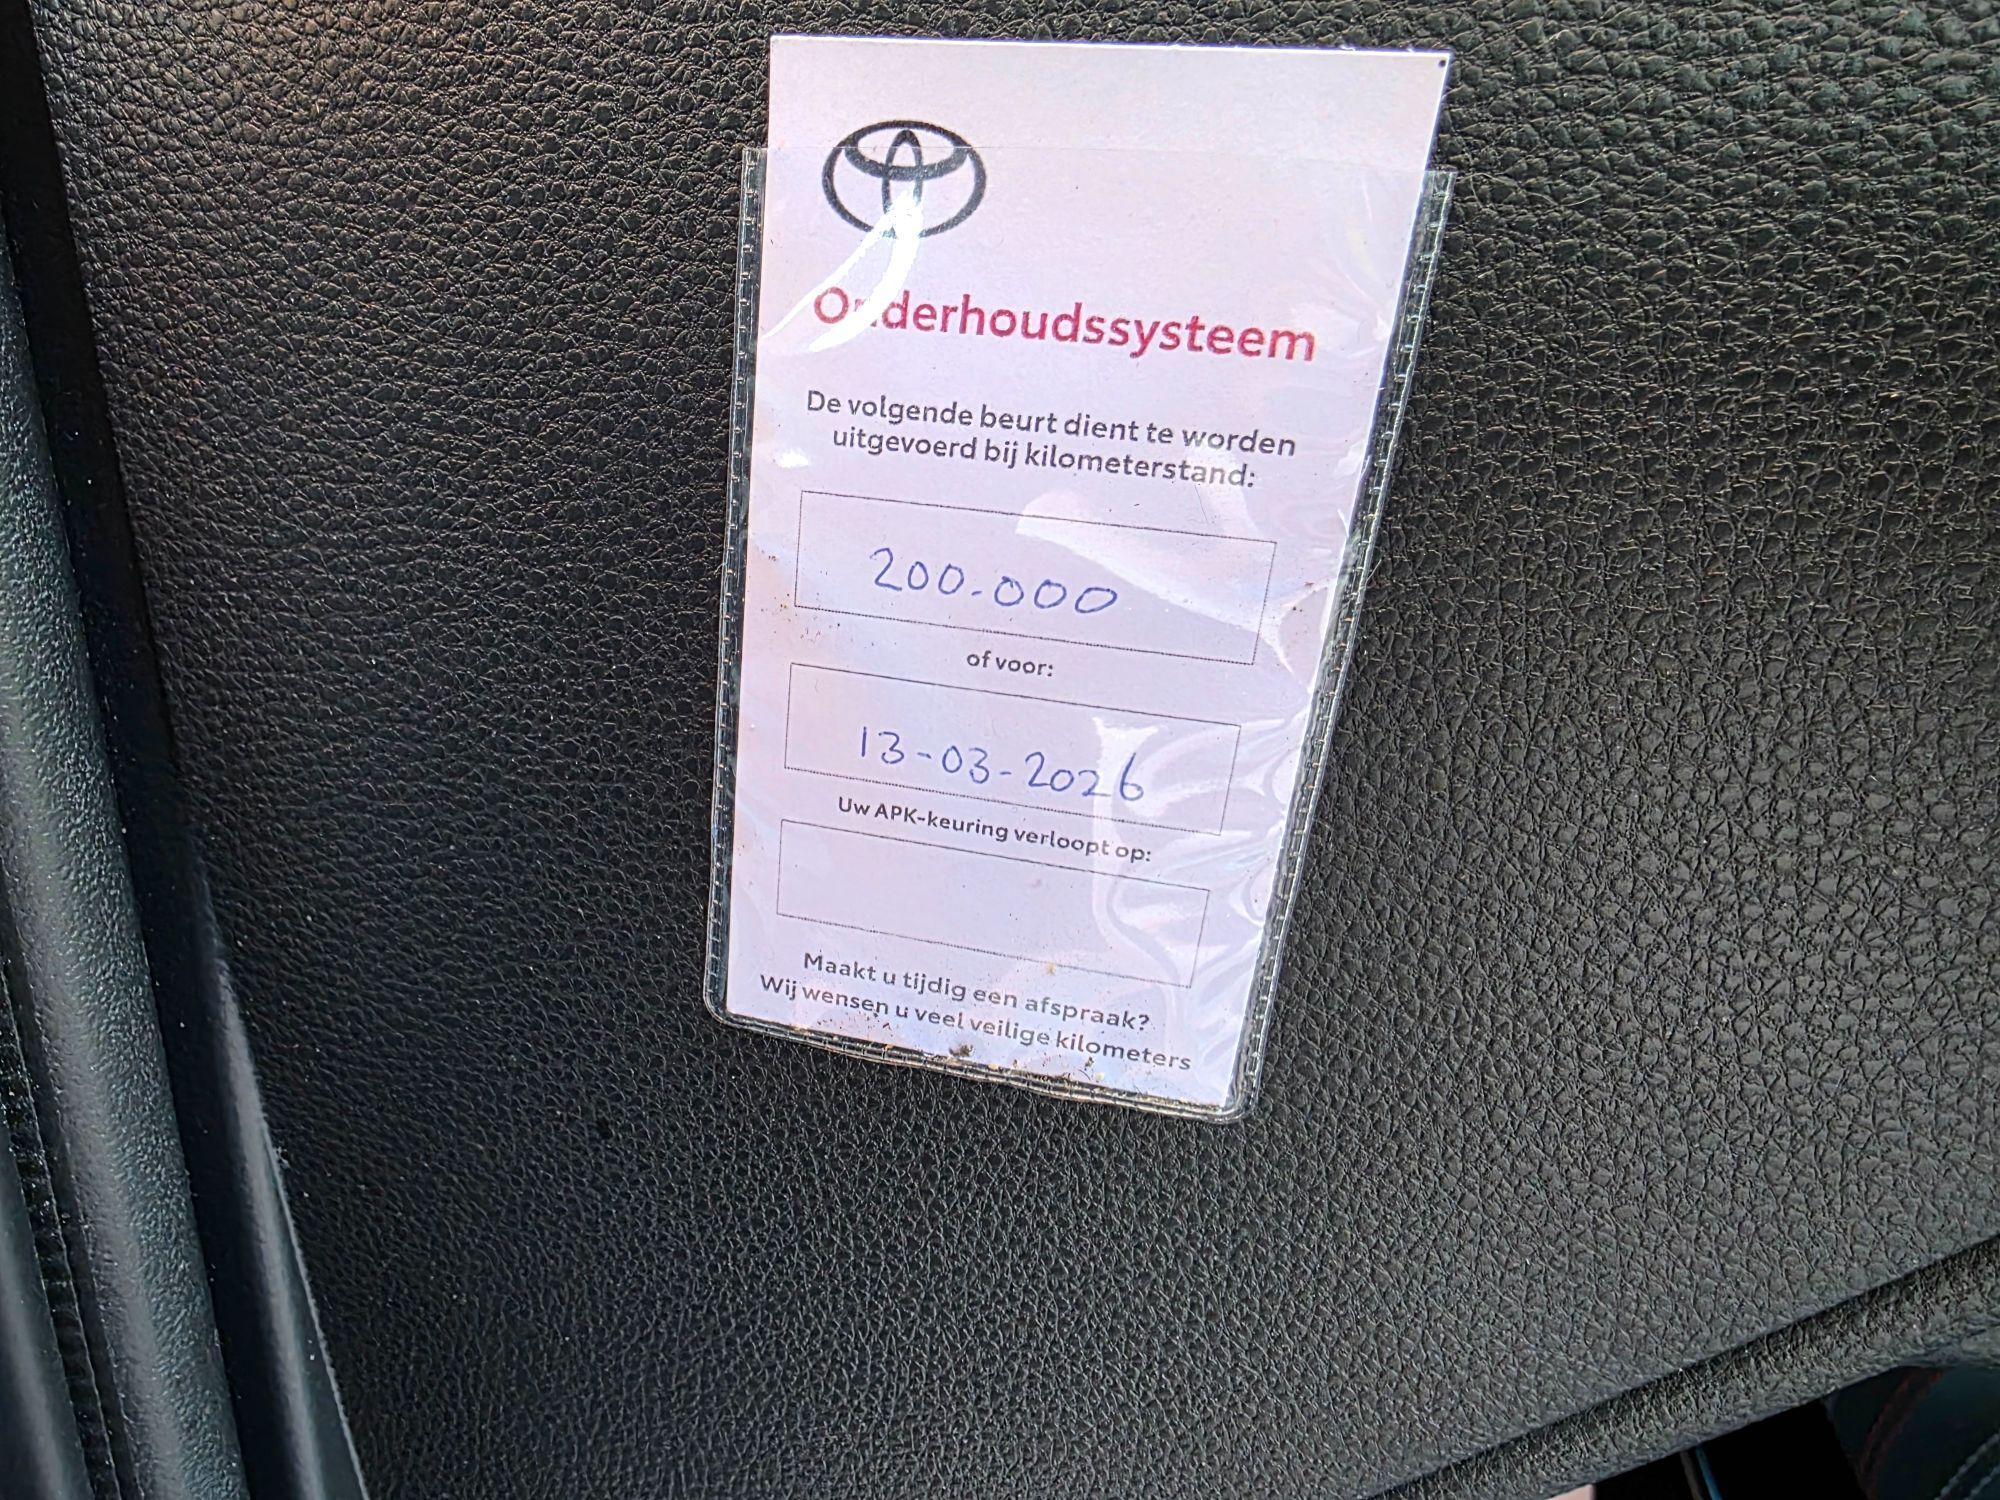 Onderhoudssysteem
De volgende beurt dient te worden
uitgevoerd bij kilometerstand:
200.000
of voor:
13-03-2026
Uw APK-keuring verloopt op:
Maakt u tijdig een afspraak?
Wij wensen u veel veilige kilometers